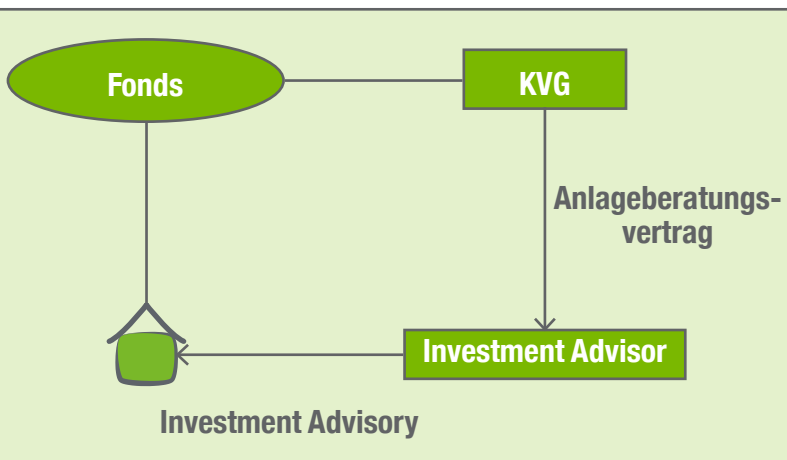 Fonds
KVG
Anlageberatungs-
vertrag
Investment Advisor
Investment Advisory